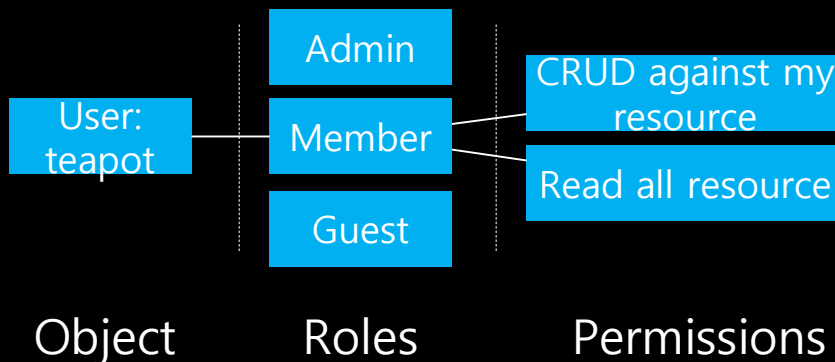 Admin
CRUD against my
resource
User:
teapot
Member
Read all resource
Guest
Object
Roles
Permissions